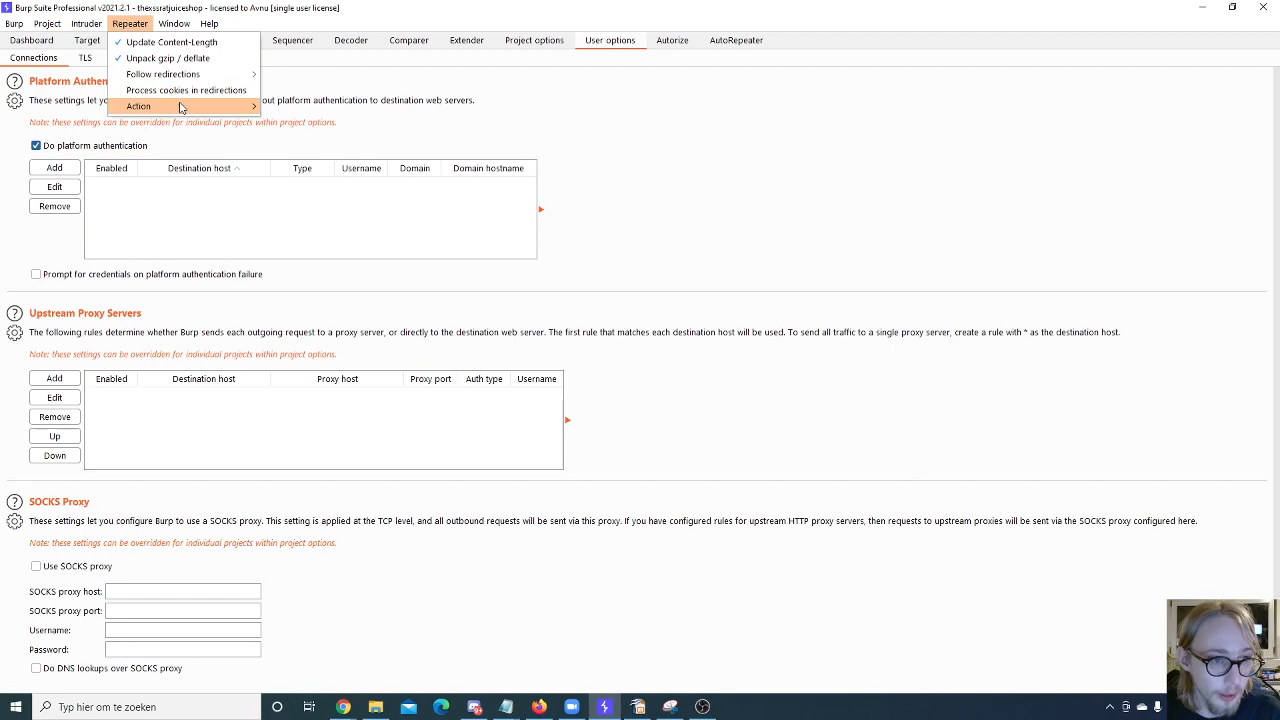 Burp Suite Professional v2021.2.1 - thexssratjuiceshop - licensed to Avnu [single user license]
Burp Project Intruder Repeater Window Help
Dashboard Target Sequencer Decoder Comparer Extender Project options User options Authorize AutoRepeater
Update Content-Length
Unpack gzip / deflate
Follow redirections
Process cookies in redirections
Action
Connections TLS
Platform Authen
These settings let yo out platform authentication to destination web servers.
Note: these settings can be overridden for individual projects within project options.
Do platform authentication
Add Enabled Destination host Type Username Domain Domain hostname
Edit
Remove
Prompt for credentials on platform authentication failure
Upstream Proxy Servers
The following rules determine whether Burp sends each outgoing request to a proxy server, or directly to the destination web server. The first rule that matches each destination host will be used. To send all traffic to a single proxy server, create a rule with * as the destination host.
Note: these settings can be overridden for individual projects within project options.
Add Enabled Destination host Proxy host Proxy port Auth type Username
Edit
Remove
Up
Down
SOCKS Proxy
These settings let you configure Burp to use a SOCKS proxy. This setting is applied at the TCP level, and all outbound requests will be sent via this proxy. If you have configured rules for upstream HTTP proxy servers, then requests to upstream proxies will be sent via the SOCKS proxy configured here.
Note: these settings can be overridden for individual projects within project options.
Use SOCKS proxy
SOCKS proxy host:
SOCKS proxy port:
Username:
Password:
Do DNS lookups over SOCKS proxy
Typ hier om te zoeken